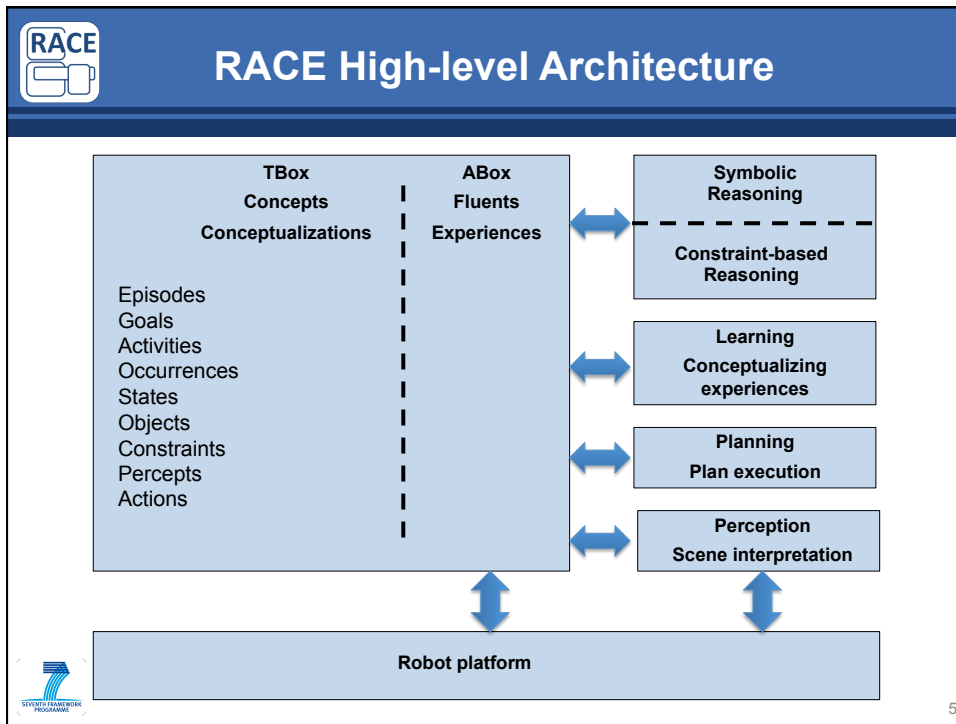 RACE
RACE High-level Architecture
TBox
Concepts
Conceptualizations
ABox
Fluents
Experiences
Episodes
Goals
Activities
Occurrences
States
Objects
Constraints
Percepts
Actions
Symbolic
Reasoning
Constraint-based
Reasoning
Learning
Conceptualizing
experiences
Planning
Plan execution
Perception
Scene interpretation
Robot platform
SEVENTH FRAMEWORK
PROGRAMME
5